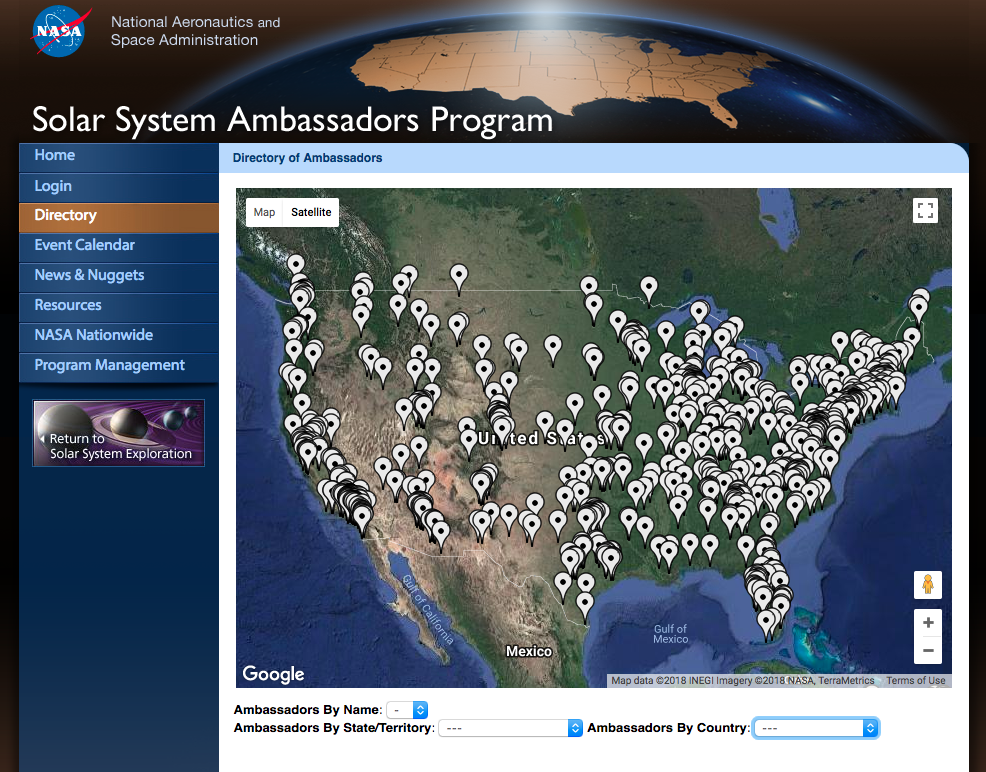 NASA
National Aeronautics and
Space Administration
Solar System Ambassadors Program
Home
Login
Directory
Event Calendar
News & Nuggets
Resources
NASA Nationwide
Program Management
Return to
Solar System Exploration
Directory of Ambassadors
Map Satellite
United States
Gulf of California
Gulf of
Mexico
Mexico
Google
Map data ©2018 INEGI Imagery ©2018 NASA, TerraMetrics Terms of Use
Ambassadors By Name: -
Ambassadors By State/Territory: --- Ambassadors By Country: ---